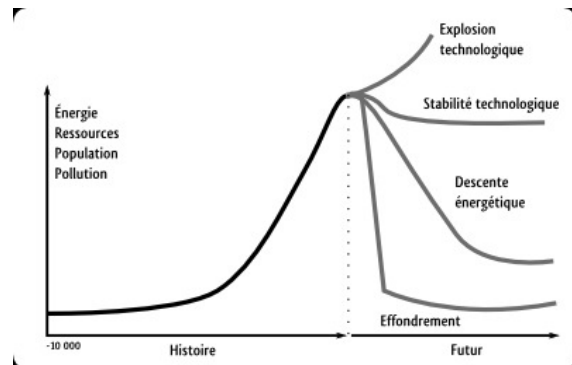 Explosion
technologique
Énergie
Ressources
Population
Pollution
Stabilité technologique
Descente
énergétique
Effondrement
-10 000
Histoire
Futur